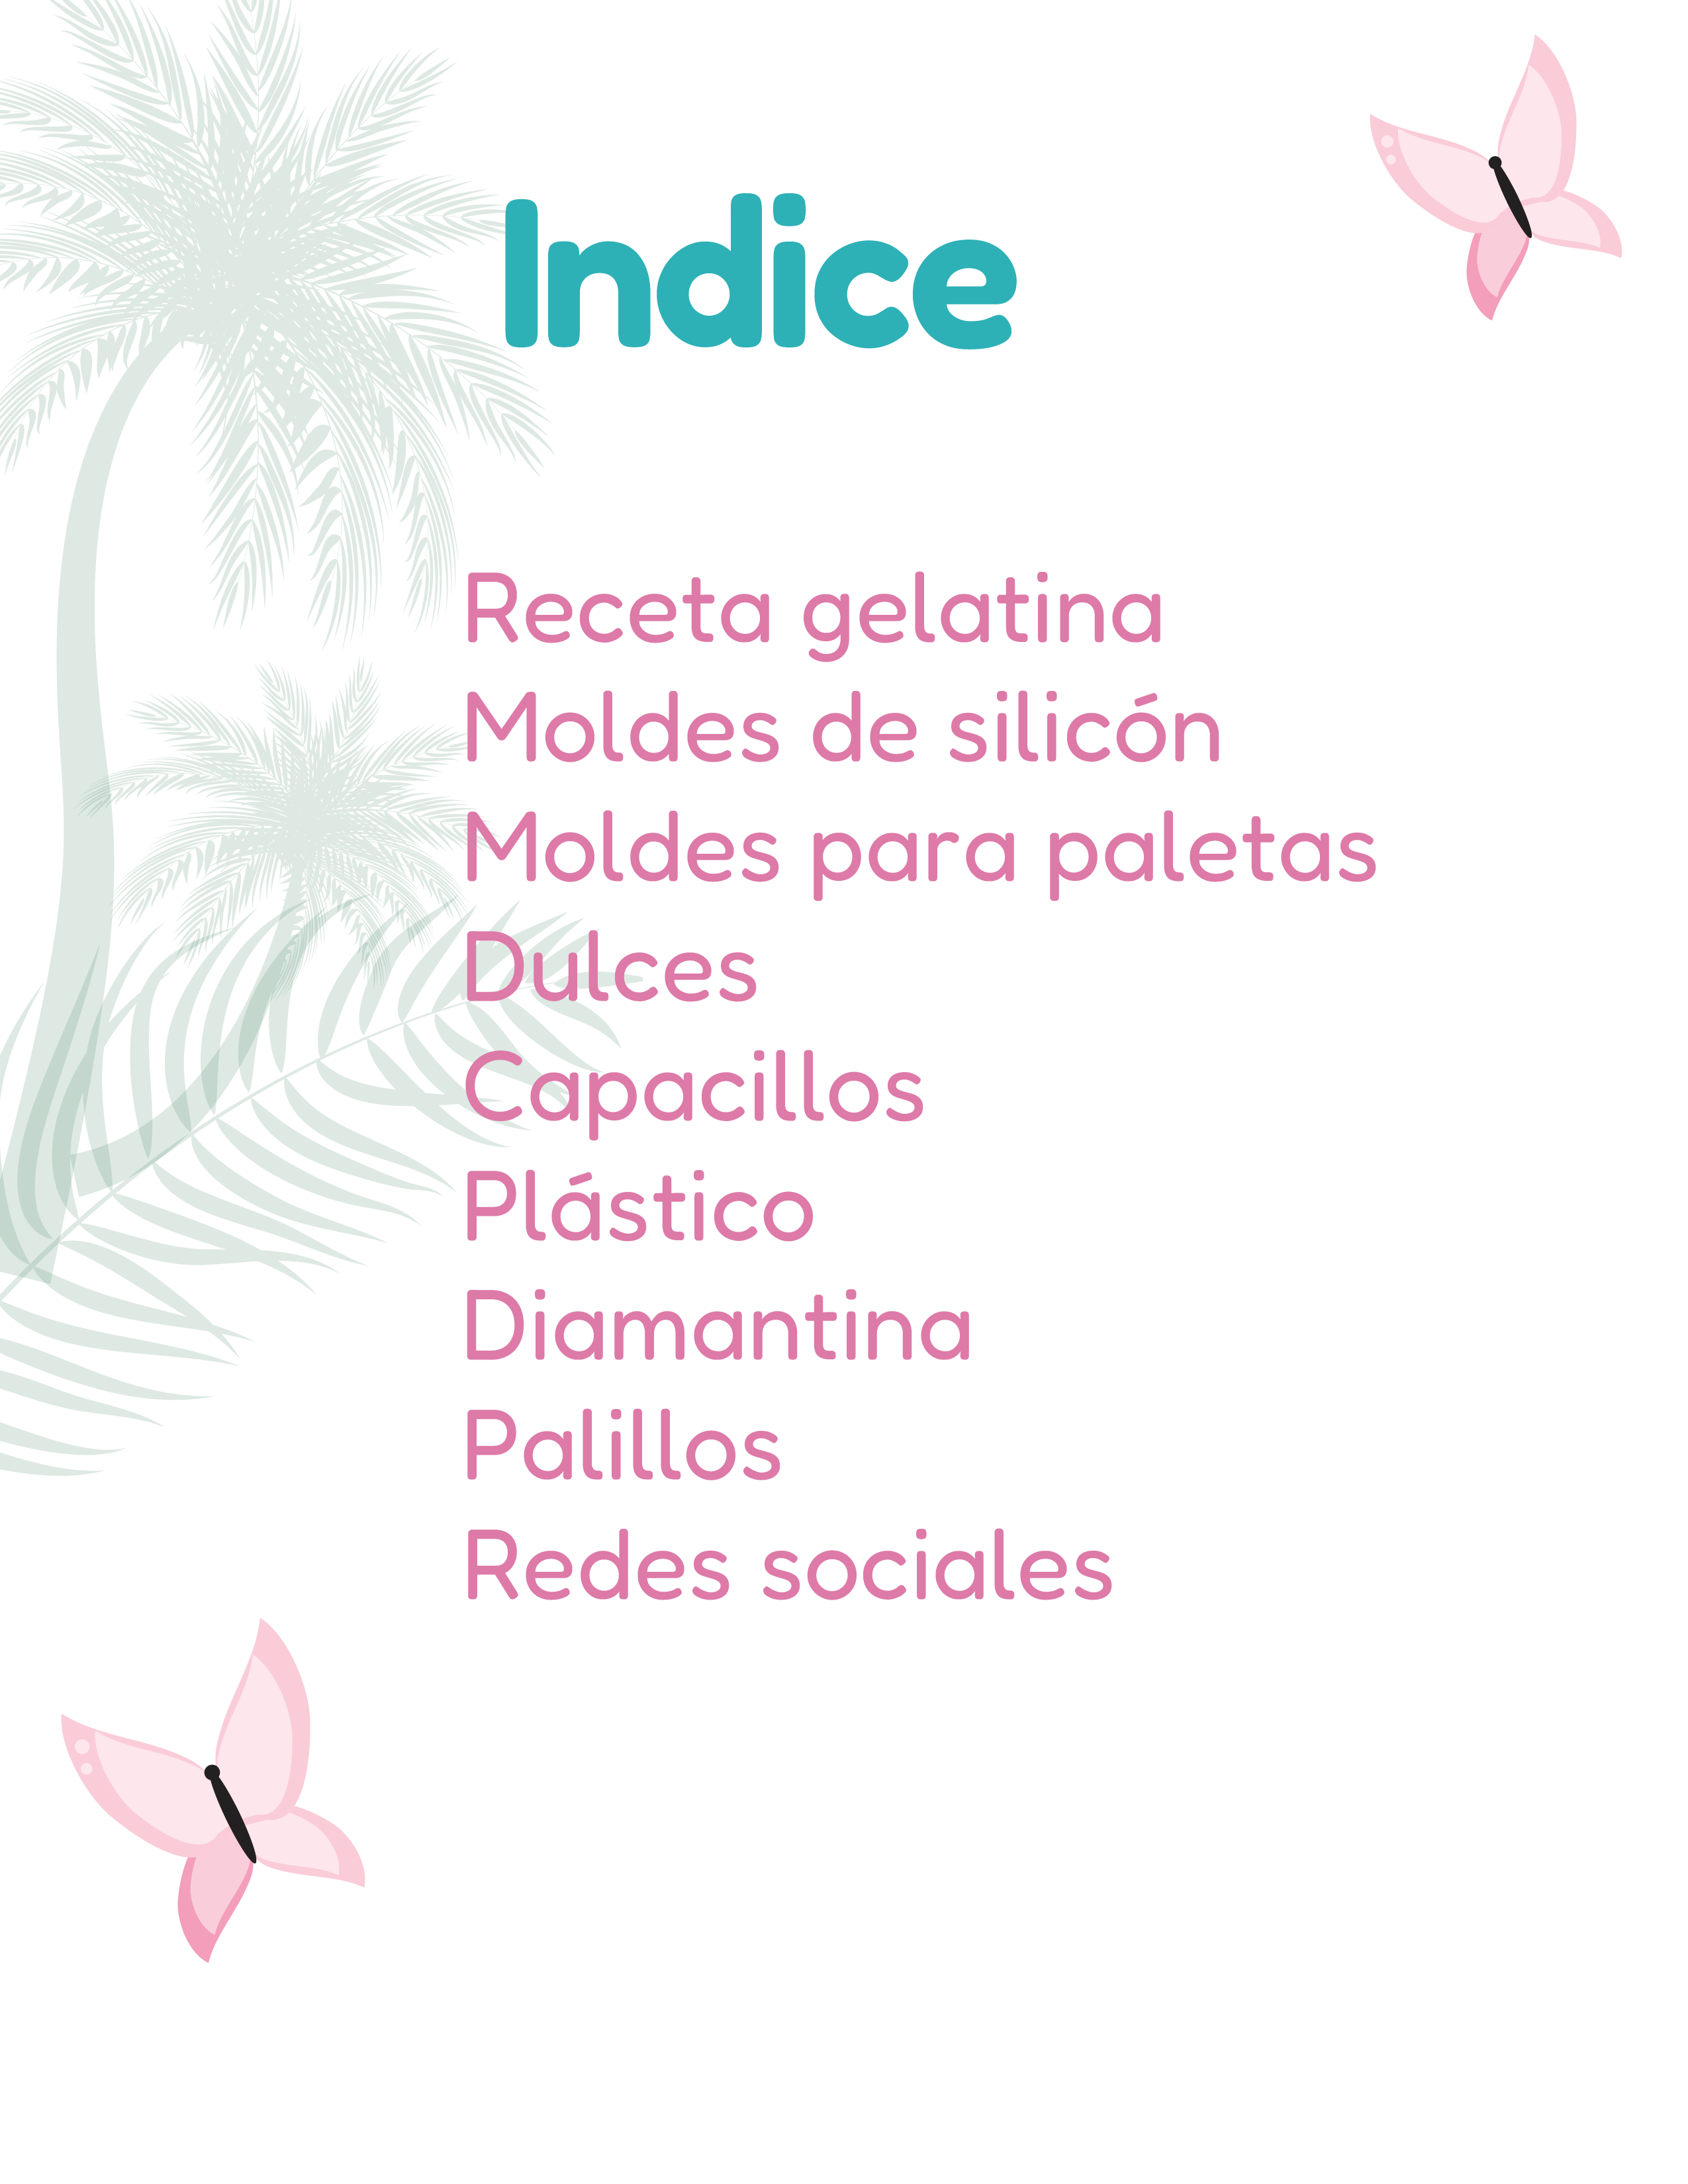 Indice
Receta gelatina
Moldes de silicón
Moldes para paletas
Dulces
Capacillos
Plástico
Diamantina
Palillos
Redes sociales